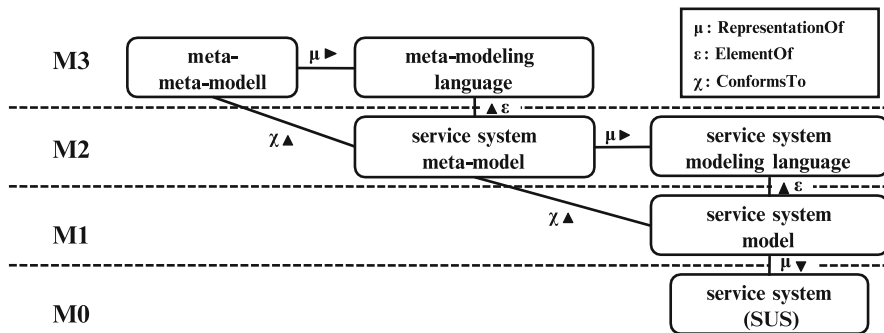 μ : RepresentationOf
ε : ElementOf
χ : ConformsTo
M3
meta-
meta-modell
μ ►
meta-modeling
language
▲ ε
M2
χ ▲
service system
meta-model
μ ►
service system
modeling language
▲ ε
M1
χ ▲
service system
model
μ ▼
M0
service system
(SUS)